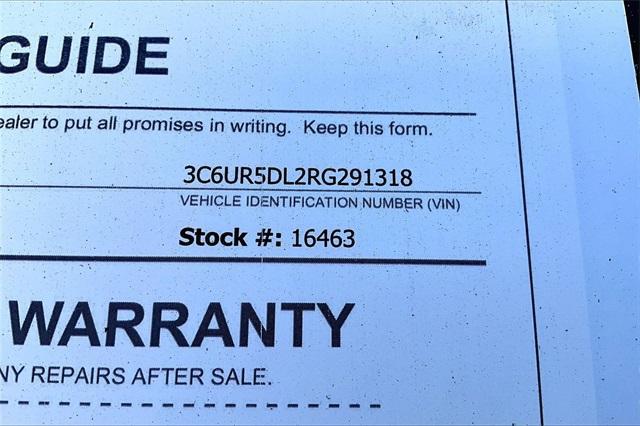 GUIDE
ealer to put all promises in writing. Keep this form.
3C6UR5DL2RG291318
VEHICLE IDENTIFICATION NUMBER (VIN)
Stock #: 16463
WARRANTY
NY REPAIRS AFTER SALE.